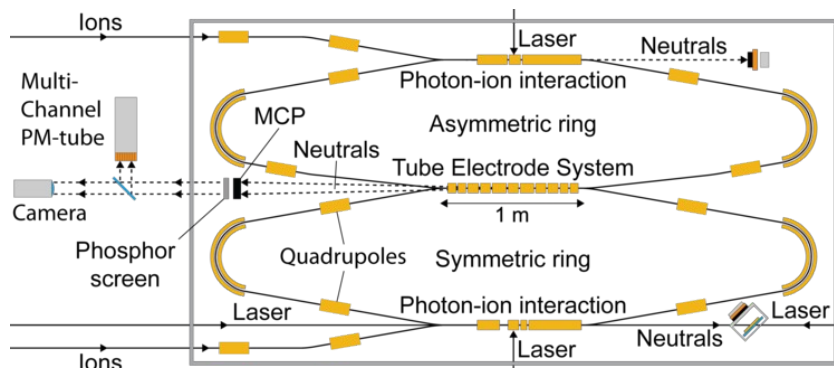 Ions
Laser
Neutrals
Multi-
Channel
PM-tube
Photon-ion interaction
MCP
Asymmetric ring
Neutrals
Tube Electrode System
Camera
1 m
Phosphor
screen
Quadrupoles
Symmetric ring
Photon-ion interaction
Laser
Laser
Neutrals
Laser
Ions